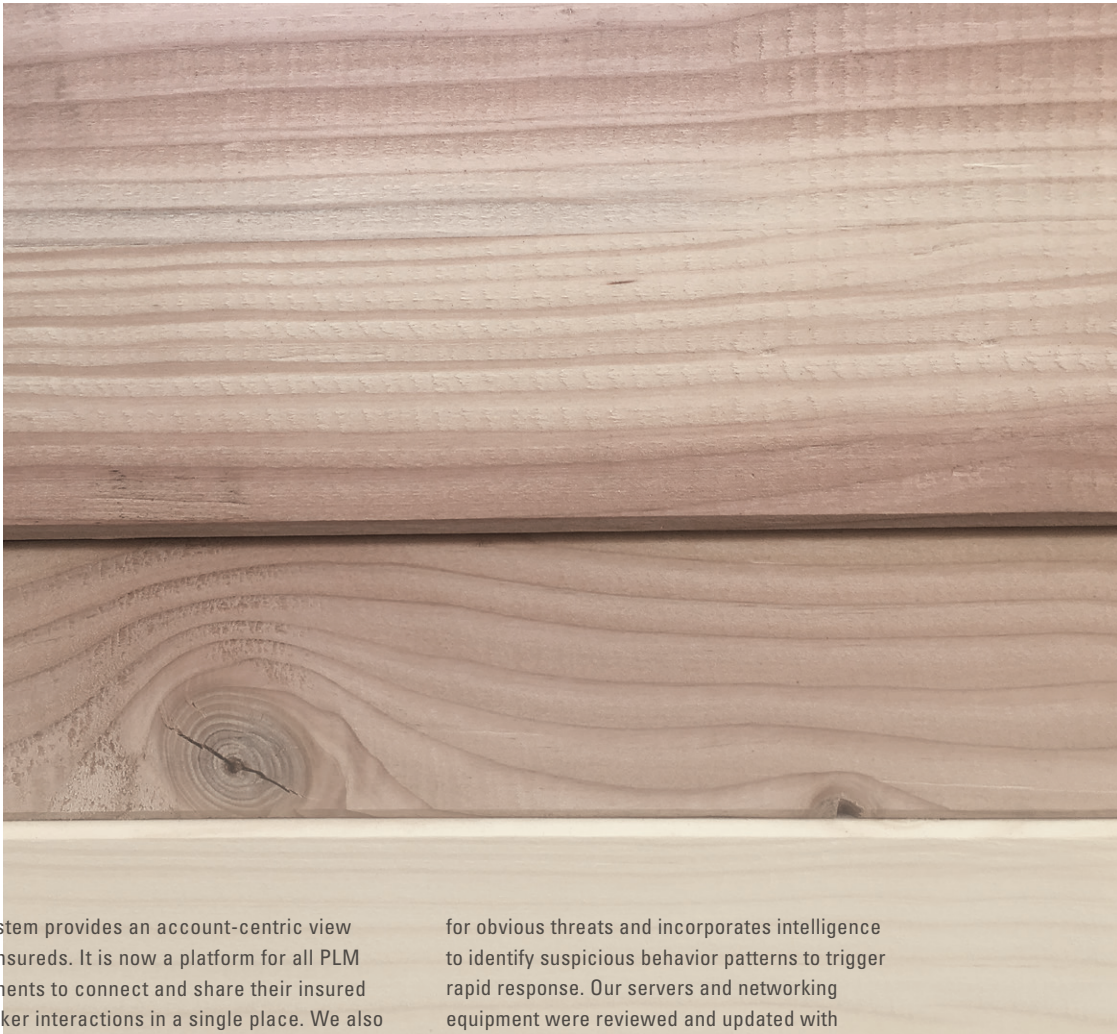 stem provides an account-centric view
nsureds. It is now a platform for all PLM
nents to connect and share their insured
ker interactions in a single place. We also
for obvious threats and incorporates intelligence
to identify suspicious behavior patterns to trigger
rapid response. Our servers and networking
equipment were reviewed and updated with